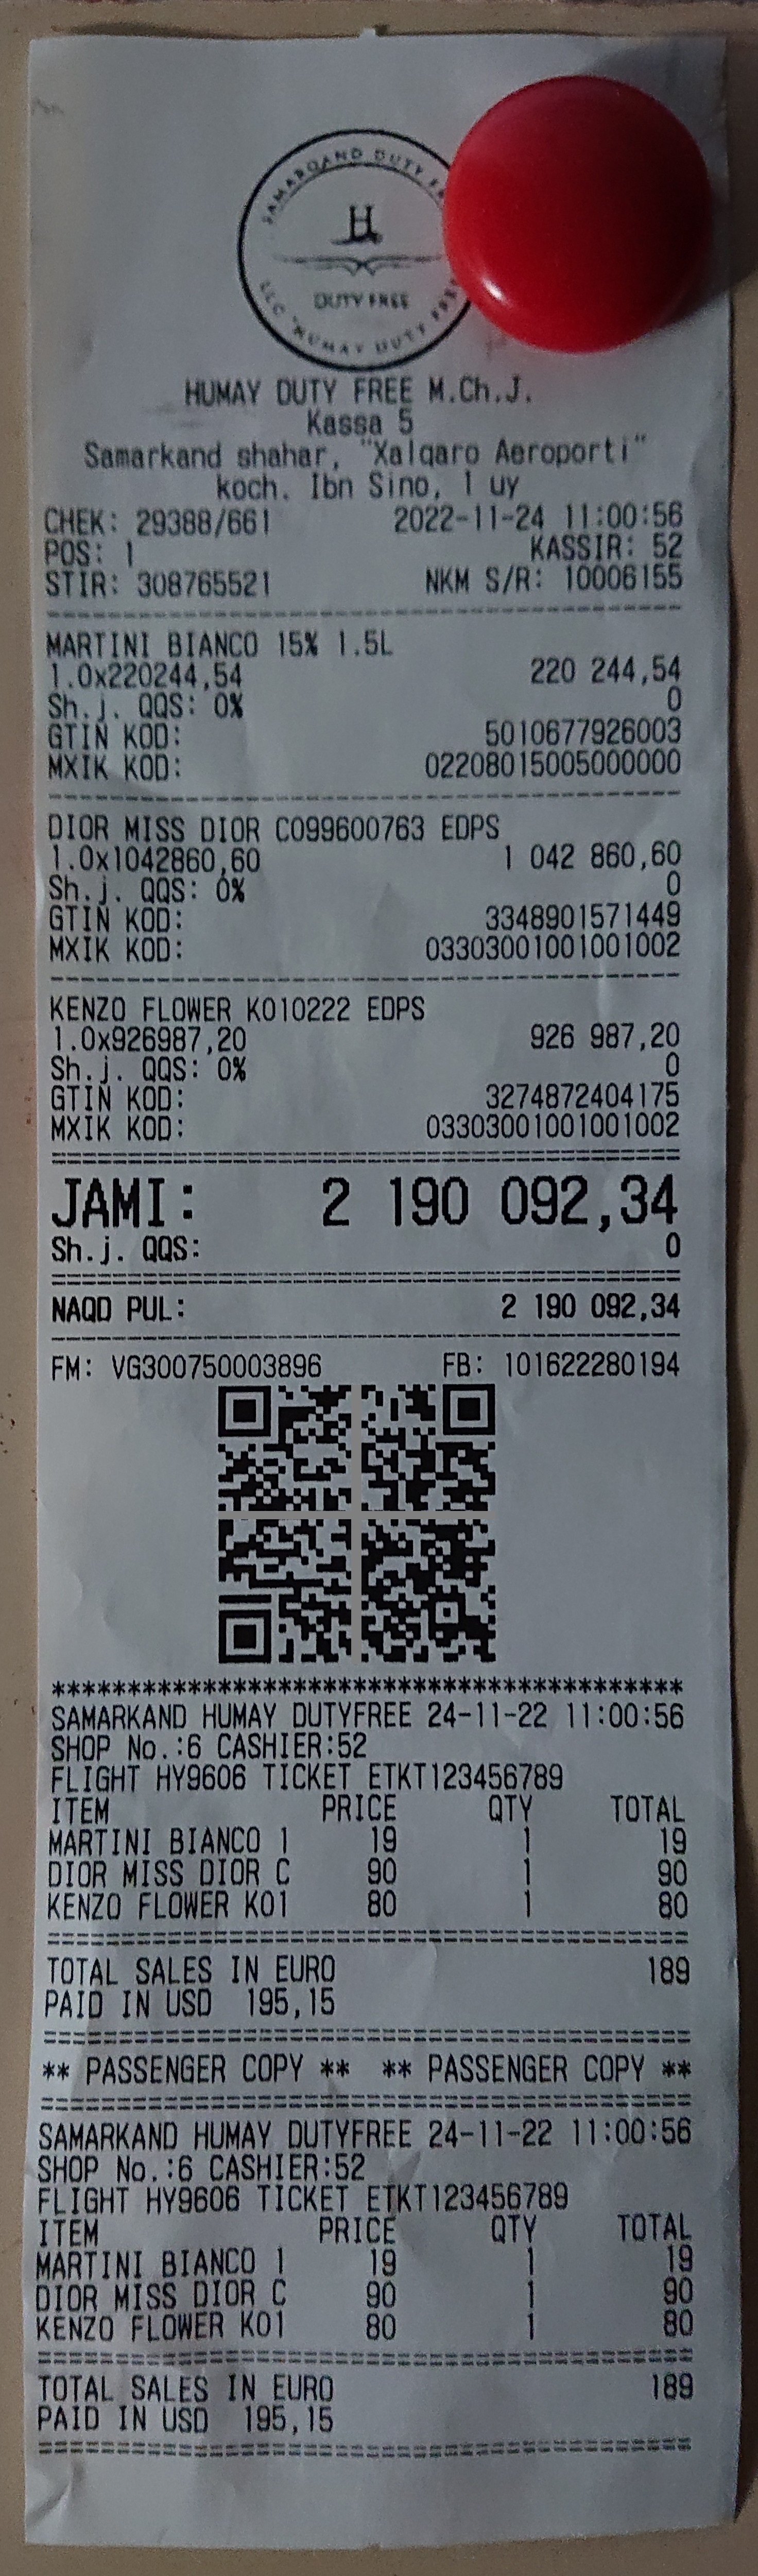 SAMARQAND DUTY
H
DUTY FREE
LLC "HUMAY DUTY FREE
HUMAY DUTY FREE M.Ch.J.
Kassa 5
Samarkand shahar, "Xalqaro Aeroporti"
koch. Ibn Sino, 1 uy
CHEK: 29388/661 2022-11-24 11:00:56
POS: 1 KASSIR: 52
STIR: 308765521 NKM S/R: 10006155
MARTINI BIANCO 15% 1.5L
1.0x220244,54 220 244,54
Sh.j. QQS: 0% 0
GTIN KOD: 5010677926003
MXIK KOD: 02208015005000000
DIOR MISS DIOR C099600763 EDPS
1.0x1042860,60 1 042 860,60
Sh.j. QQS: 0% 0
GTIN KOD: 3348901571449
MXIK KOD: 03303001001001002
KENZO FLOWER K010222 EDPS
1.0x926987,20 926 987,20
Sh.j. QQS: 0% 0
GTIN KOD: 3274872404175
MXIK KOD: 03303001001001002
JAMI: 2 190 092,34
Sh.j. QQS: 0
NAQD PUL: 2 190 092,34
FM: VG300750003896 FB: 101622280194
******************************************
SAMARKAND HUMAY DUTYFREE 24-11-22 11:00:56
SHOP No.:6 CASHIER:52
FLIGHT HY9606 TICKET ETKT123456789
ITEM PRICE QTY TOTAL
MARTINI BIANCO 1 19 1 19
DIOR MISS DIOR C 90 1 90
KENZO FLOWER K01 80 1 80
TOTAL SALES IN EURO 189
PAID IN USD 195,15
** PASSENGER COPY ** ** PASSENGER COPY **
SAMARKAND HUMAY DUTYFREE 24-11-22 11:00:56
SHOP No.:6 CASHIER:52
FLIGHT HY9606 TICKET ETKT123456789
ITEM PRICE QTY TOTAL
MARTINI BIANCO 1 19 1 19
DIOR MISS DIOR C 90 1 90
KENZO FLOWER K01 80 1 80
TOTAL SALES IN EURO 189
PAID IN USD 195,15